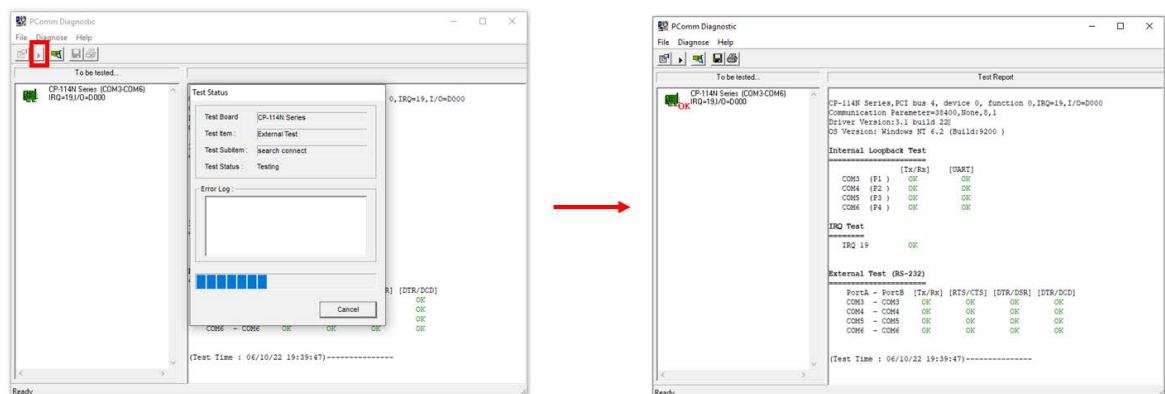 PComm Diagnostic
File Diagnose Help
To be tested...
CP-114N Series (COM3-COM6)
IRQ=19,I/O=D000
0,IRQ=19,I/O=D000
Test Status
Test Board CP-114N Series
Test Item : External Test
Test Subitem : search connect
Test Status : Testing
Error Log :
Cancel
R] [DTR/DCD]
OK
OK
OK
COM6 - COM6 OK OK OK OK
(Test Time : 06/10/22 19:39:47)---------------
Ready
PComm Diagnostic
File Diagnose Help
To be tested...
Test Report
CP-114N Series (COM3-COM6)
IRQ=19,I/O=D000
OK
CP-114N Series,PCI bus 4, device 0, function 0,IRQ=19,I/O=D000
Communication Parameter=38400,None,8,1
Driver Version:3.1 build 22
OS Version: Windows NT 6.2 (Build:9200 )
Internal Loopback Test
======================
[Tx/Rx] [UART]
COM3 (P1 ) OK OK
COM4 (P2 ) OK OK
COM5 (P3 ) OK OK
COM6 (P4 ) OK OK
IRQ Test
========
IRQ 19 OK
External Test (RS-232)
======================
PortA - PortB [Tx/Rx] [RTS/CTS] [DTR/DSR] [DTR/DCD]
COM3 - COM3 OK OK OK OK
COM4 - COM4 OK OK OK OK
COM5 - COM5 OK OK OK OK
COM6 - COM6 OK OK OK OK
(Test Time : 06/10/22 19:39:47)---------------
Ready